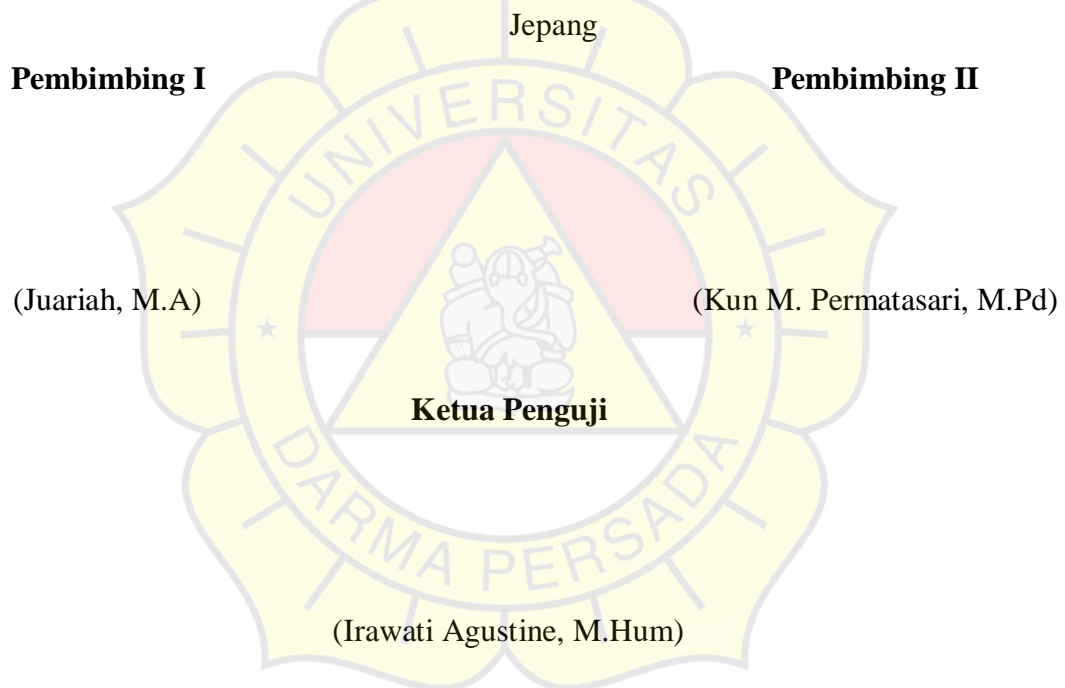 Jepang
Pembimbing I Pembimbing II
UNIVERSITAS
(Juariah, M.A) (Kun M. Permatasari, M.Pd)
Ketua Penguji
DARMA PERSADA
(Irawati Agustine, M.Hum)